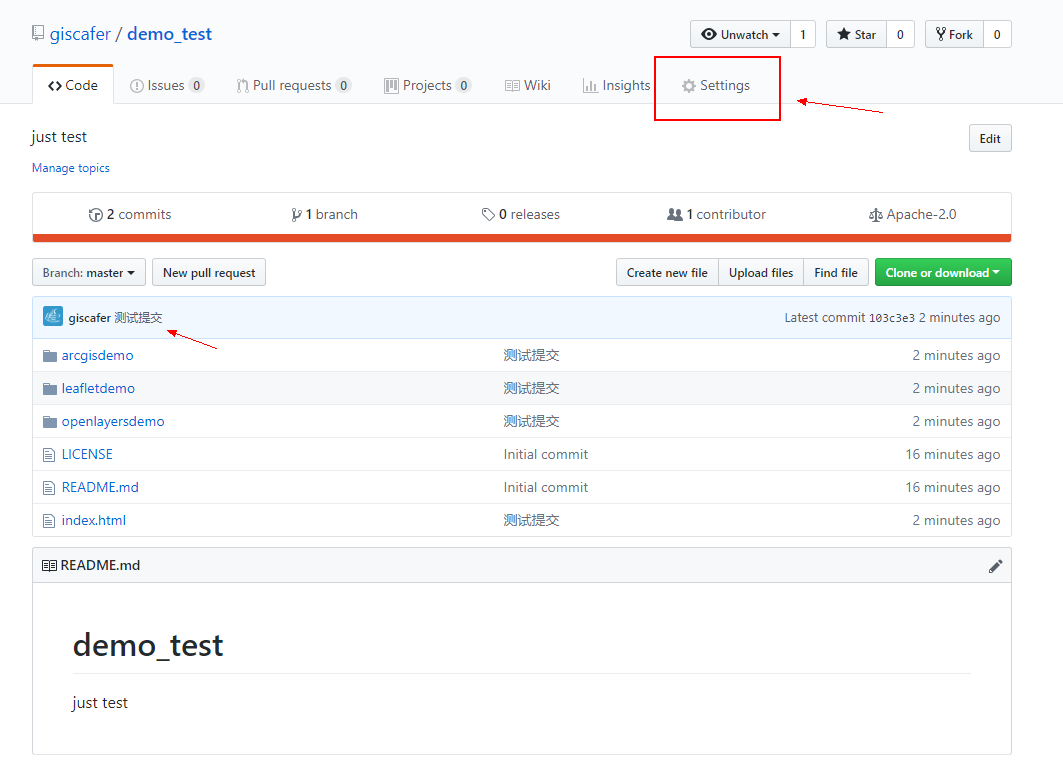 giscafer / demo_test Unwatch 1 Star 0 Fork 0
Code Issues 0 Pull requests 0 Projects 0 Wiki Insights Settings
just test Edit
Manage topics
2 commits 1 branch 0 releases 1 contributor Apache-2.0
Branch: master New pull request Create new file Upload files Find file Clone or download
giscafer 测试提交 Latest commit 103c3e3 2 minutes ago
arcgisdemo 测试提交 2 minutes ago
leafletdemo 测试提交 2 minutes ago
openlayersdemo 测试提交 2 minutes ago
LICENSE Initial commit 16 minutes ago
README.md Initial commit 16 minutes ago
index.html 测试提交 2 minutes ago
README.md
demo_test
just test